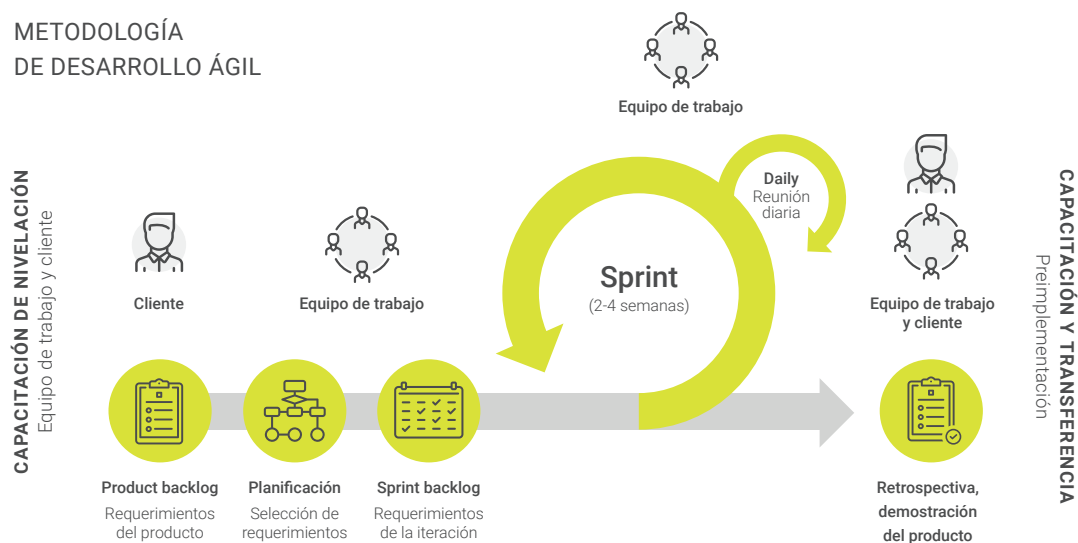 METODOLOGÍA
DE DESARROLLO ÁGIL
Equipo de trabajo
CAPACITACIÓN DE NIVELACIÓN
Equipo de trabajo y cliente
Cliente
Equipo de trabajo
Sprint
(2-4 semanas)
Daily
Reunión
diaria
Equipo de trabajo
y cliente
CAPACITACIÓN Y TRANSFERENCIA
Preimplementación
Product backlog
Requerimientos
del producto
Planificación
Selección de
requerimientos
Sprint backlog
Requerimientos
de la iteración
Retrospectiva,
demostración
del producto